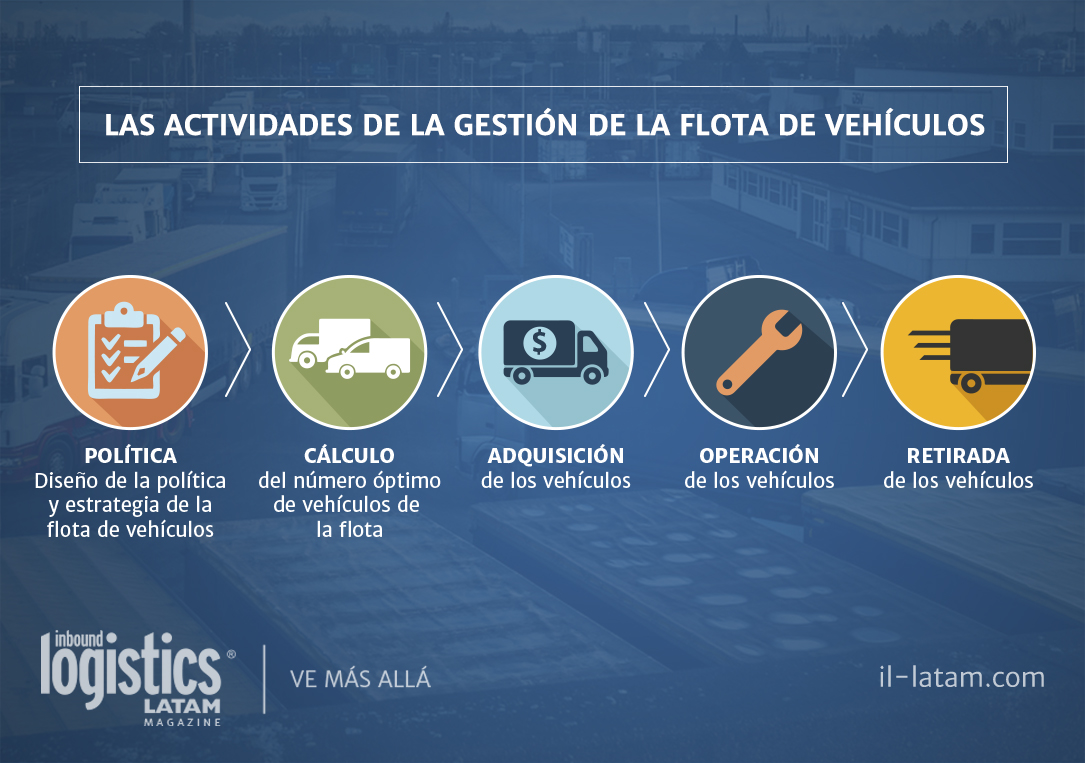 LAS ACTIVIDADES DE LA GESTIÓN DE LA FLOTA DE VEHÍCULOS
$
POLÍTICA
Diseño de la política
y estrategia de la
flota de vehículos
CÁLCULO
del número óptimo
de vehículos de
la flota
ADQUISICIÓN
de los vehículos
OPERACIÓN
de los vehículos
RETIRADA
de los vehículos
inbound
logistics®
LATAM
MAGAZINE
VE MÁS ALLÁ
il-latam.com